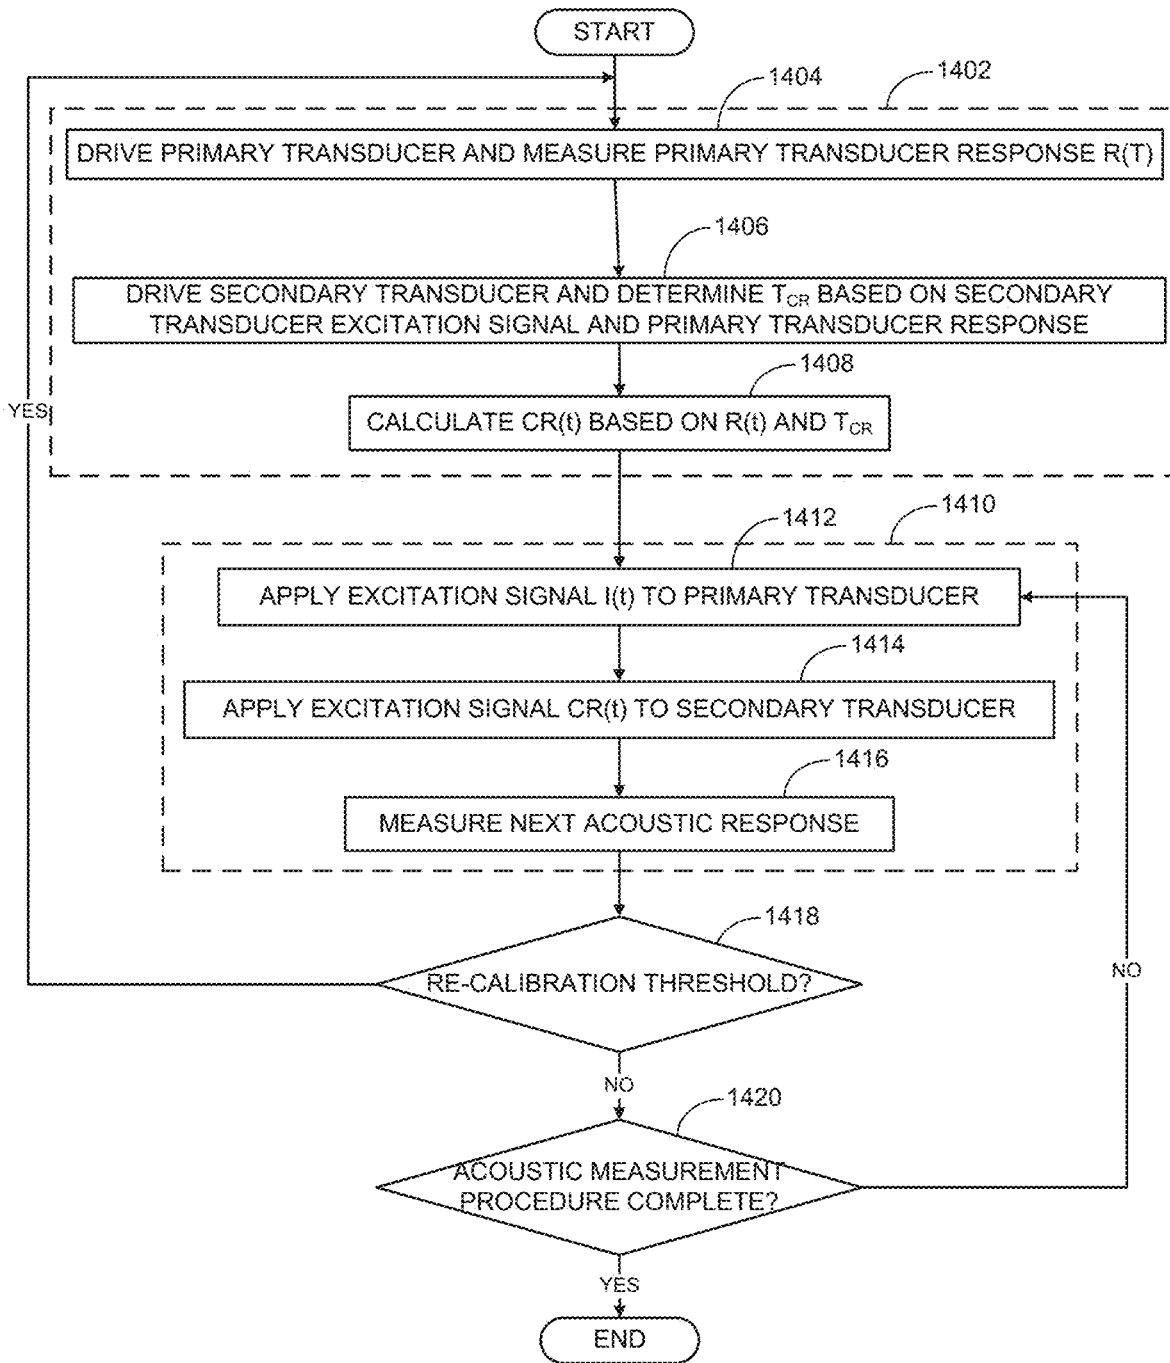 START
1404
1402
DRIVE PRIMARY TRANSDUCER AND MEASURE PRIMARY TRANSDUCER RESPONSE R(T)
1406
DRIVE SECONDARY TRANSDUCER AND DETERMINE TCR BASED ON SECONDARY
TRANSDUCER EXCITATION SIGNAL AND PRIMARY TRANSDUCER RESPONSE
1408
YES
CALCULATE CR(t) BASED ON R(t) AND TCR
1412
1410
APPLY EXCITATION SIGNAL I(t) TO PRIMARY TRANSDUCER
1414
APPLY EXCITATION SIGNAL CR(t) TO SECONDARY TRANSDUCER
1416
MEASURE NEXT ACOUSTIC RESPONSE
1418
RE-CALIBRATION THRESHOLD?
NO
NO
1420
ACOUSTIC MEASUREMENT
PROCEDURE COMPLETE?
YES
END